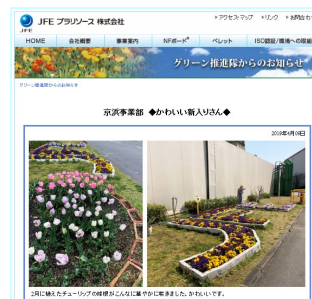 JFE プラリソース 株式会社
JFE
▶アクセスマップ ▶リンク ▶お問合わ
HOME 会社概要 事業案内 NFボード® ペレット ISO認証/環境への取組
グリーン推進隊からのお知らせ
グリーン推進隊からのお知らせ
京浜事業部 ◆かわいい新入りさん◆
2019年4月09日
2月に植えたチューリップの球根がこんなに華やかに咲きました。かわいいです。